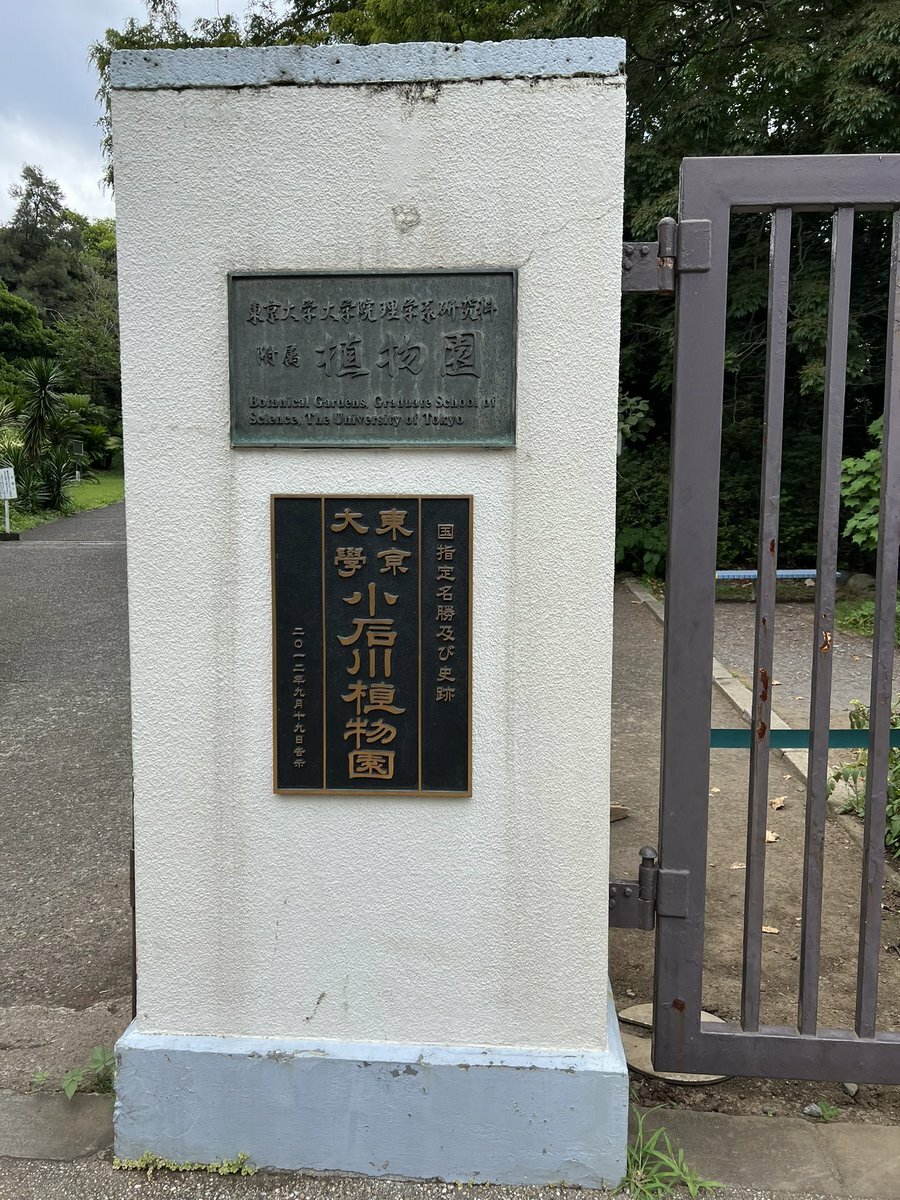 東京大学大学院理学系研究科
附属 植物園
Botanical Gardens, Graduate School of
Science, The University of Tokyo
国指定名勝及び史跡
東京
大學
小石川植物園
二〇一二年九月十九日告示